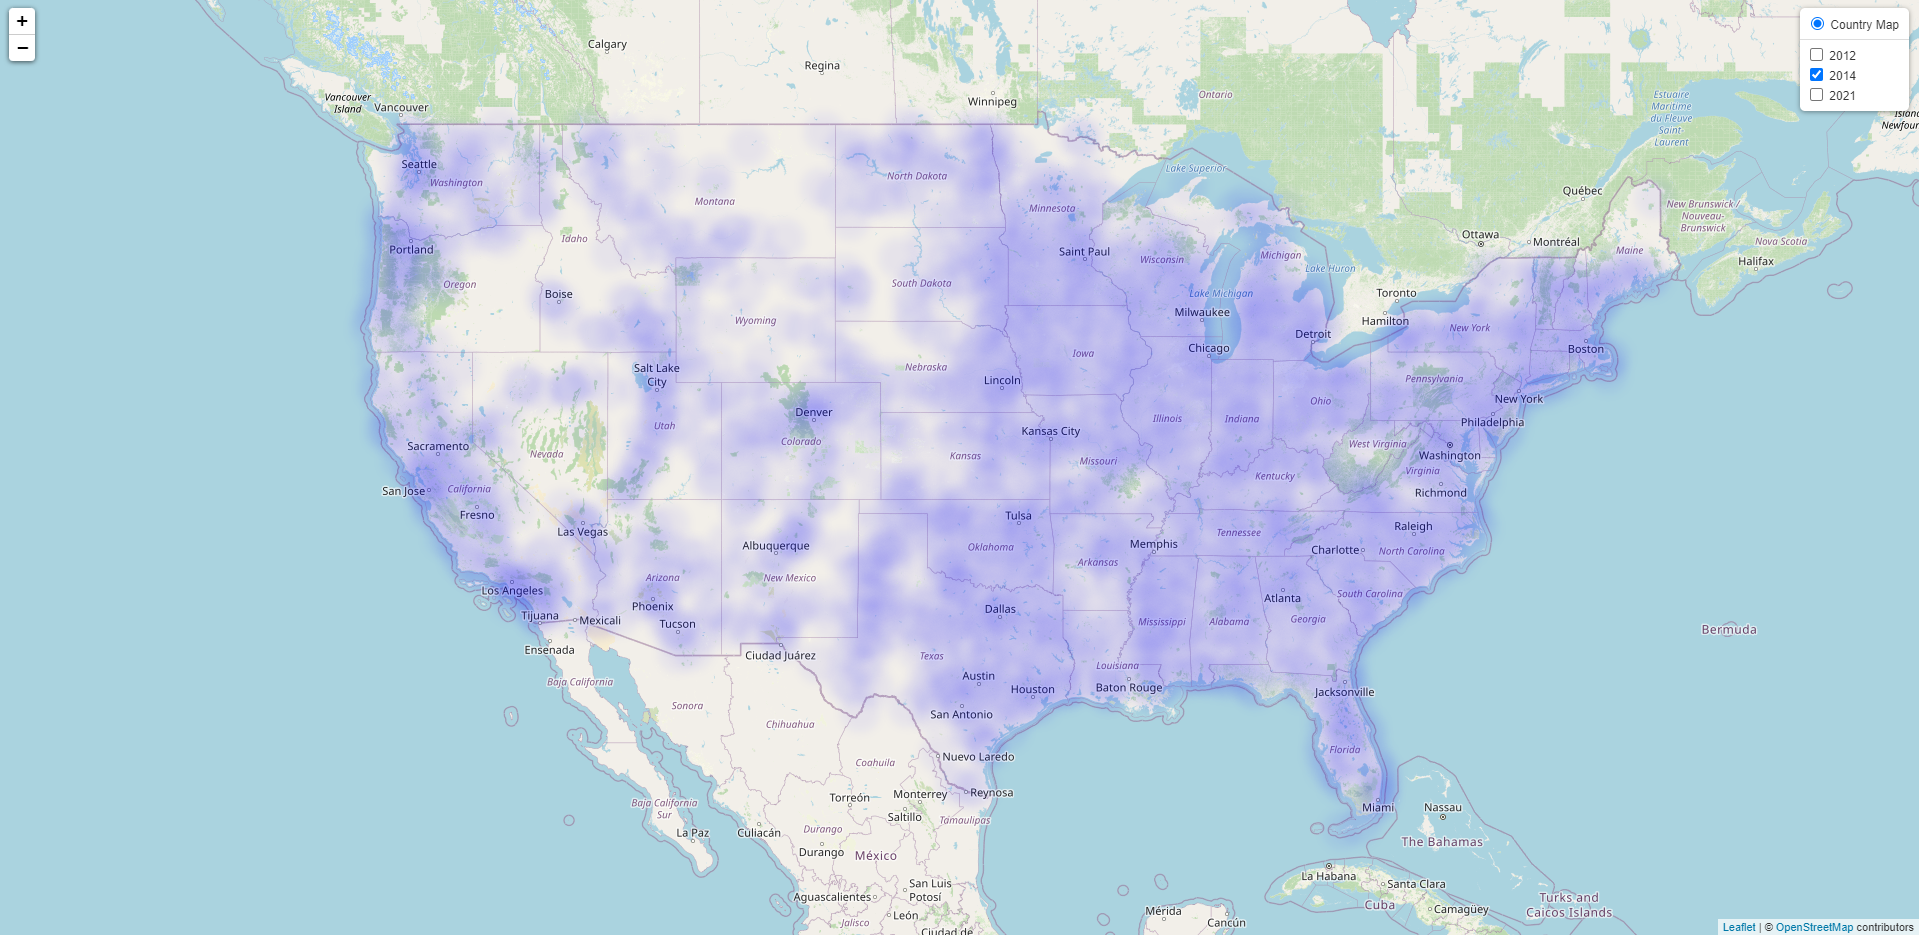 +
−
Country Map
2012
2014
2021
Calgary
Regina
Winnipeg
Ontario
Estuaire
Maritime
du Fleuve
Saint-
Laurent
Vancouver
Island
Vancouver
Seattle
Washington
Montana
North Dakota
Minnesota
Lake Superior
Québec
New Brunswick /
Nouveau-
Brunswick
Nova Scotia
Halifax
Maine
Ottawa
Montréal
Portland
Oregon
Idaho
Boise
Wyoming
South Dakota
Saint Paul
Wisconsin
Michigan
Lake Huron
Lake Michigan
Milwaukee
Toronto
Hamilton
Detroit
New York
Chicago
Boston
Salt Lake
City
Nebraska
Iowa
Lincoln
Pennsylvania
New York
Denver
Colorado
Utah
Ohio
Illinois
Indiana
Philadelphia
Kansas City
Sacramento
Nevada
Kansas
Missouri
West Virginia
Washington
Virginia
Kentucky
San Jose
California
Fresno
Richmond
Las Vegas
Tulsa
Raleigh
Tennessee
Albuquerque
Oklahoma
Memphis
Charlotte
North Carolina
Arkansas
Los Angeles
Arizona
New Mexico
Phoenix
Tucson
Dallas
Atlanta
South Carolina
Tijuana
Mexicali
Mississippi
Alabama
Georgia
Bermuda
Ensenada
Ciudad Juárez
Texas
Louisiana
Baja California
Austin
Houston
Baton Rouge
Jacksonville
Sonora
San Antonio
Chihuahua
Florida
Nuevo Laredo
Coahuila
Reynosa
Monterrey
Torreón
Saltillo
Tamaulipas
Baja California
Sur
Miami
Nassau
La Paz
Culiacán
Durango
The Bahamas
Durango
México
La Habana
Santa Clara
San Luis
Potosí
Aguascalientes
Cuba
Camagüey
Turks and
Caicos Islands
León
Jalisco
Mérida
Cancún
Ciudad de
Leaflet | © OpenStreetMap contributors